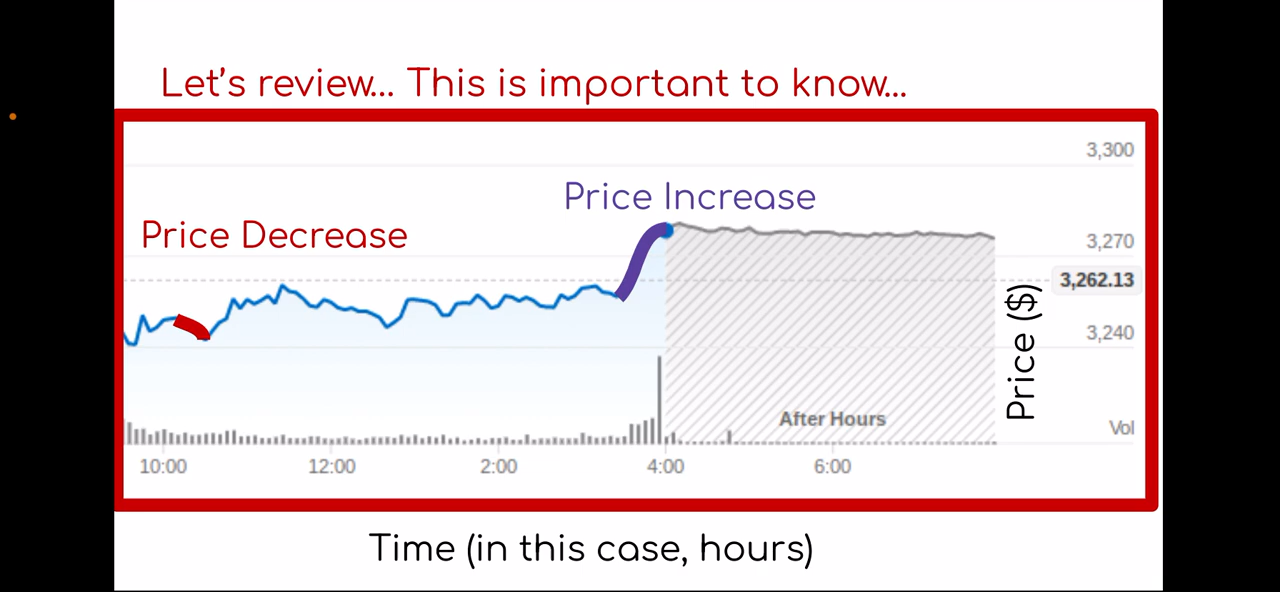 Let's review... This is important to know...
3,300
Price Increase
Price Decrease
3,270
3,262.13
3,240
Price ($)
After Hours
Vol
10:00 12:00 2:00 4:00 6:00
Time (in this case, hours)